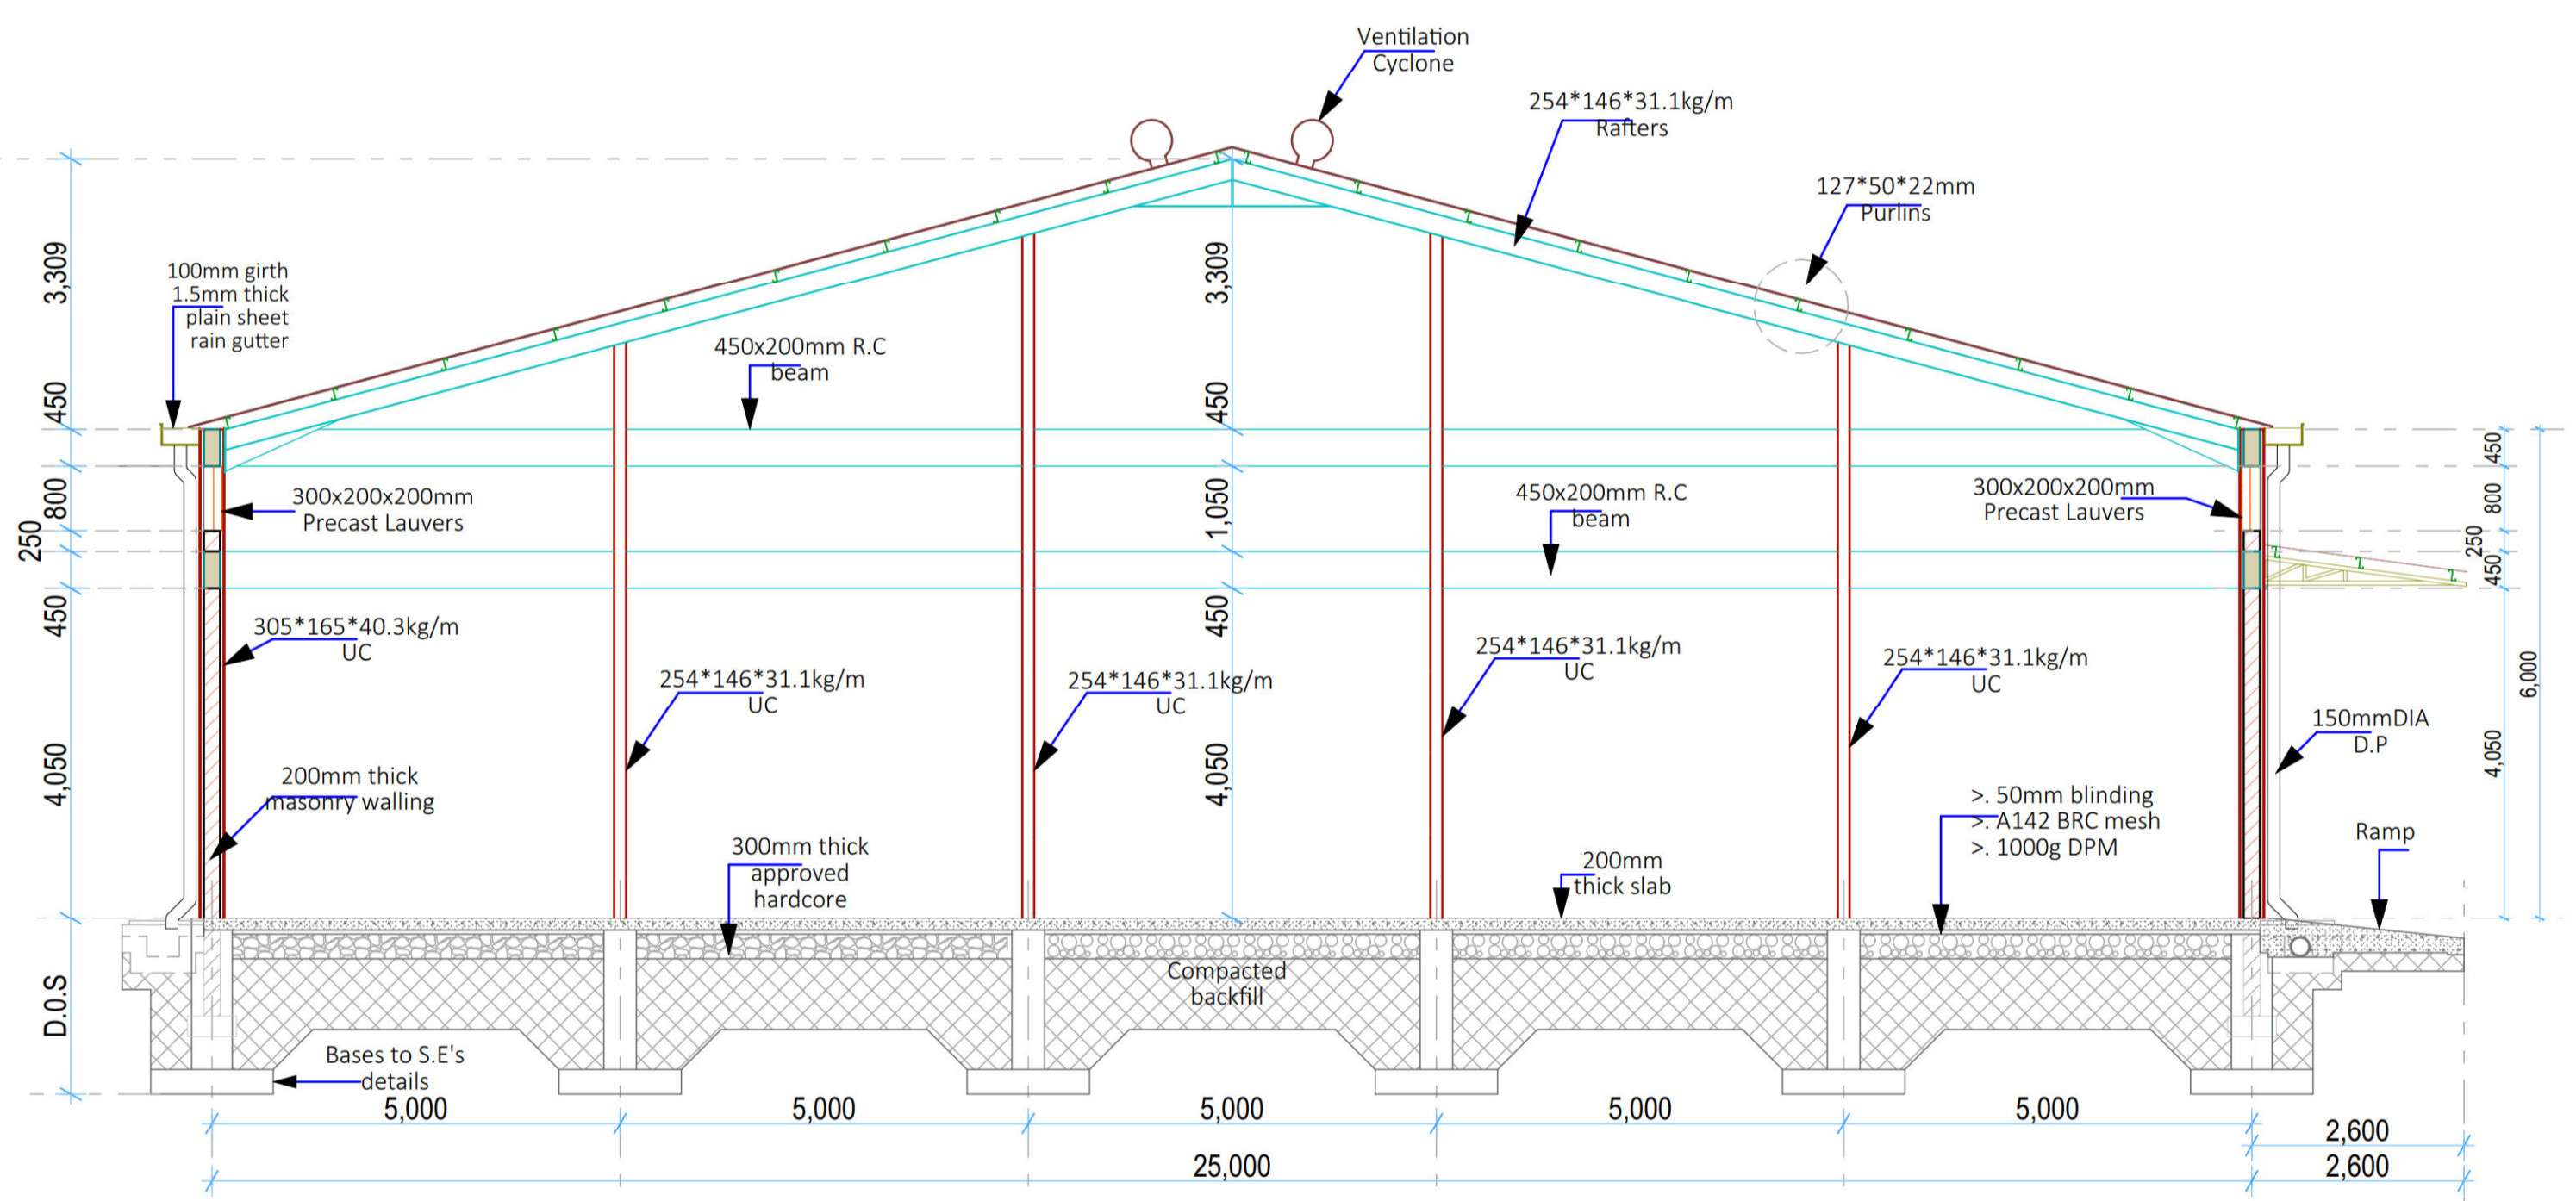 Ventilation
Cyclone
254*146*31.1kg/m
Rafters
127*50*22mm
Purlins
100mm girth
1.5mm thick
plain sheet
rain gutter
450x200mm R.C
beam
300x200x200mm
Precast Lauvers
450x200mm R.C
beam
300x200x200mm
Precast Lauvers
305*165*40.3kg/m
UC
254*146*31.1kg/m
UC
254*146*31.1kg/m
UC
254*146*31.1kg/m
UC
254*146*31.1kg/m
UC
200mm thick
masonry walling
300mm thick
approved
hardcore
200mm
thick slab
>. 50mm blinding
>. A142 BRC mesh
>. 1000g DPM
150mmDIA
D.P
Ramp
Compacted
backfill
Bases to S.E's
details
3,309
450
800
250
450
4,050
D.O.S
3,309
450
1,050
450
4,050
450
800
250
450
4,050
6,000
5,000
5,000
5,000
5,000
5,000
2,600
25,000
2,600